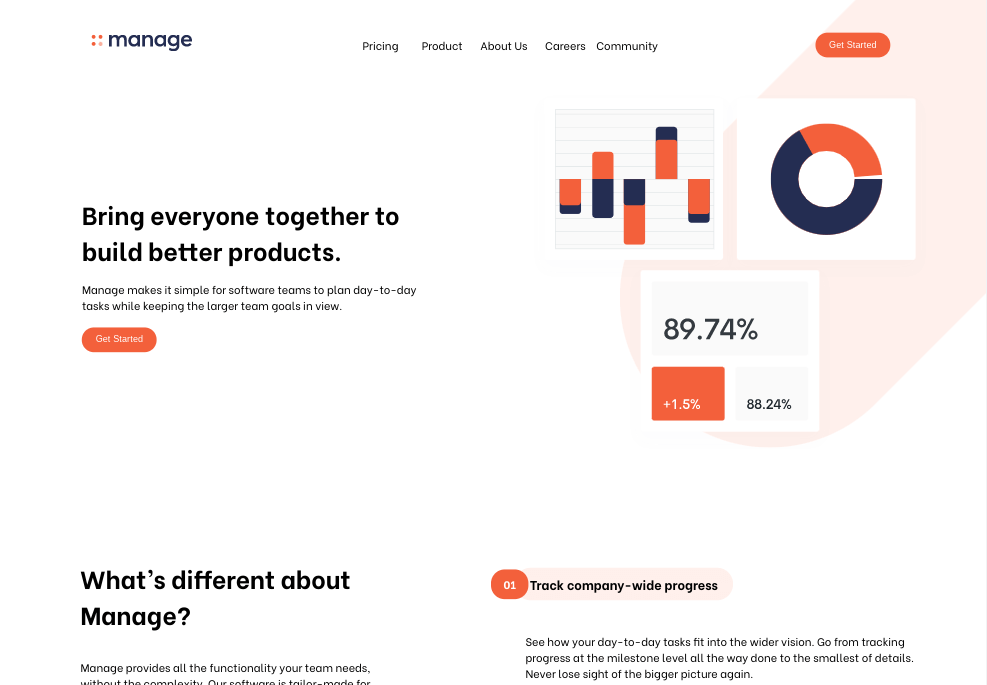 manage
Pricing Product About Us Careers Community
Get Started
Bring everyone together to
build better products.
Manage makes it simple for software teams to plan day-to-day
tasks while keeping the larger team goals in view.
Get Started
89.74%
+1.5%
88.24%
What's different about
Manage?
Manage provides all the functionality your team needs,
without the complexity. Our software is tailor-made for
01
Track company-wide progress
See how your day-to-day tasks fit into the wider vision. Go from tracking
progress at the milestone level all the way done to the smallest of details.
Never lose sight of the bigger picture again.